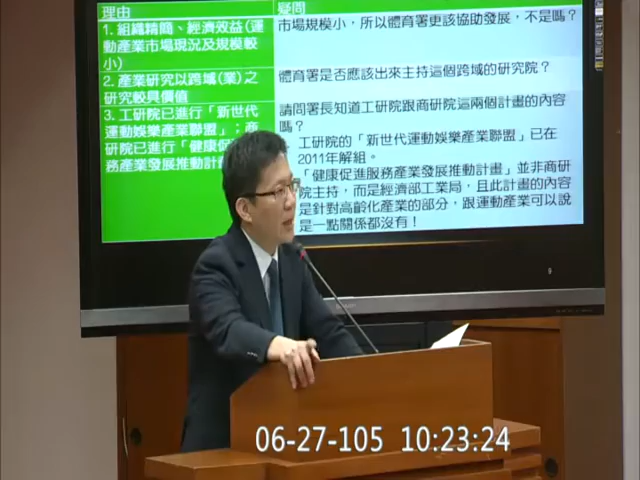 理由
1. 組織精簡、經濟效益(運
動產業市場現況及規模較
小)
2. 產業研究以跨域(業)之
研究較具價值
3. 工研院已進行「新世代
運動娛樂產業聯盟」；商
研院已進行「健康促
務產業發展推動計
疑問
市場規模小，所以體育署更該協助發展，不是嗎？
體育署是否應該出來主持這個跨域的研究院？
請問署長知道工研院跟商研院這兩個計畫的內容
嗎？
工研院的「新世代運動娛樂產業聯盟」已在
2011年解組。
「健康促進服務產業發展推動計畫」並非商研
院主持，而是經濟部工業局，且此計畫的內容
是針對高齡化產業的部分，跟運動產業可以說
是一點關係都沒有！
06-27-105 10:23:24